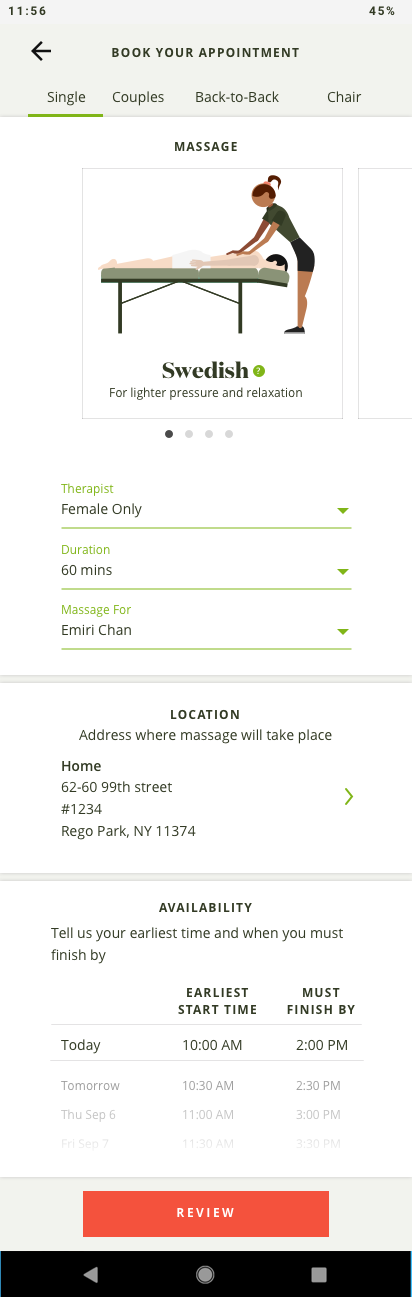 11:56 45%
BOOK YOUR APPOINTMENT
Single Couples Back-to-Back Chair
MASSAGE
Swedish ?
For lighter pressure and relaxation
Therapist
Female Only
Duration
60 mins
Massage For
Emiri Chan
LOCATION
Address where massage will take place
Home
62-60 99th street
#1234
Rego Park, NY 11374
AVAILABILITY
Tell us your earliest time and when you must
finish by
EARLIEST MUST
START TIME FINISH BY
Today 10:00 AM 2:00 PM
Tomorrow 10:30 AM 2:30 PM
Thu Sep 6 11:00 AM 3:00 PM
Fri Sep 7 11:30 AM 3:30 PM
REVIEW